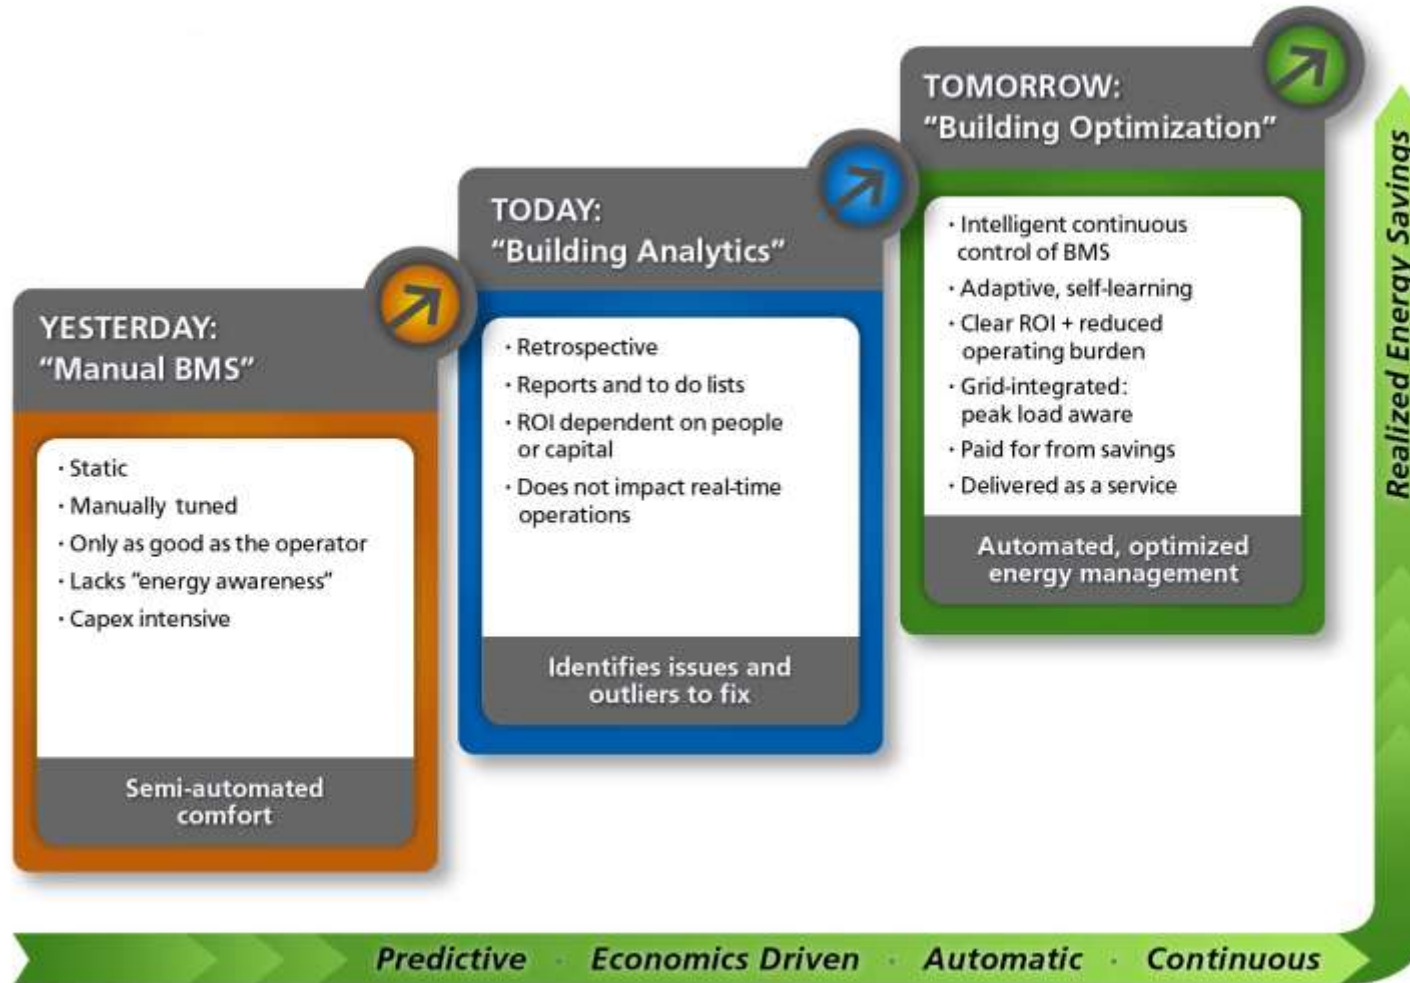 YESTERDAY:
“Manual BMS”
· Static
· Manually tuned
· Only as good as the operator
· Lacks “energy awareness”
· Capex intensive
Semi-automated
comfort
TODAY:
“Building Analytics”
· Retrospective
· Reports and to do lists
· ROI dependent on people
or capital
· Does not impact real-time
operations
Identifies issues and
outliers to fix
TOMORROW:
“Building Optimization”
· Intelligent continuous
control of BMS
· Adaptive, self-learning
· Clear ROI + reduced
operating burden
· Grid-integrated:
peak load aware
· Paid for from savings
· Delivered as a service
Automated, optimized
energy management
Realized Energy Savings
Predictive · Economics Driven · Automatic · Continuous